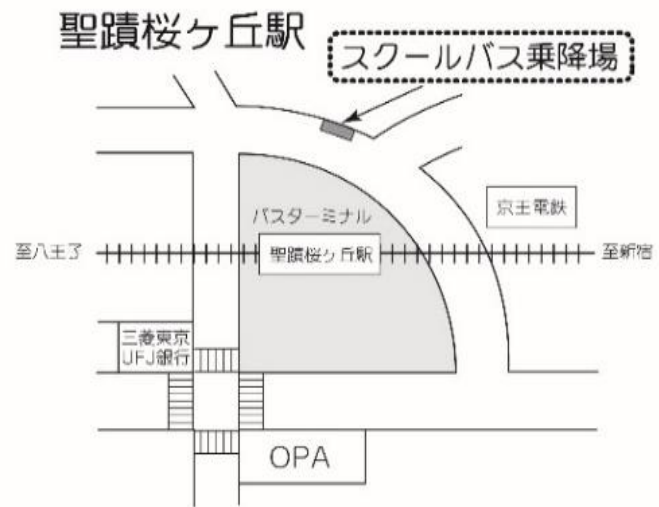 聖蹟桜ヶ丘駅
スクールバス乗降場
バスターミナル
京王電鉄
至八王子
聖蹟桜ヶ丘駅
至新宿
三菱東京
UFJ銀行
OPA